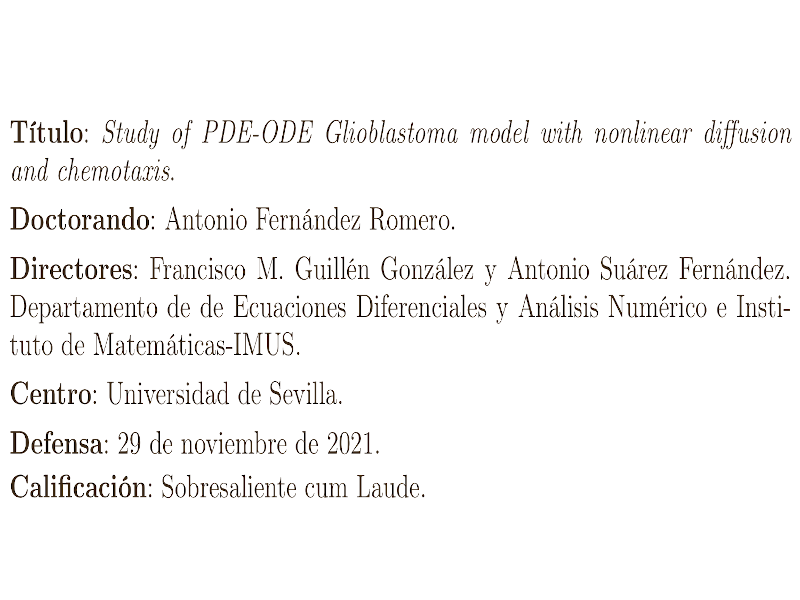 Título: Study of PDE-ODE Glioblastoma model with nonlinear diffusion
and chemotaxis.
Doctorando: Antonio Fernández Romero.
Directores: Francisco M. Guillén González y Antonio Suárez Fernández.
Departamento de de Ecuaciones Diferenciales y Análisis Numérico e Insti-
tuto de Matemáticas-IMUS.
Centro: Universidad de Sevilla.
Defensa: 29 de noviembre de 2021.
Calificación: Sobresaliente cum Laude.